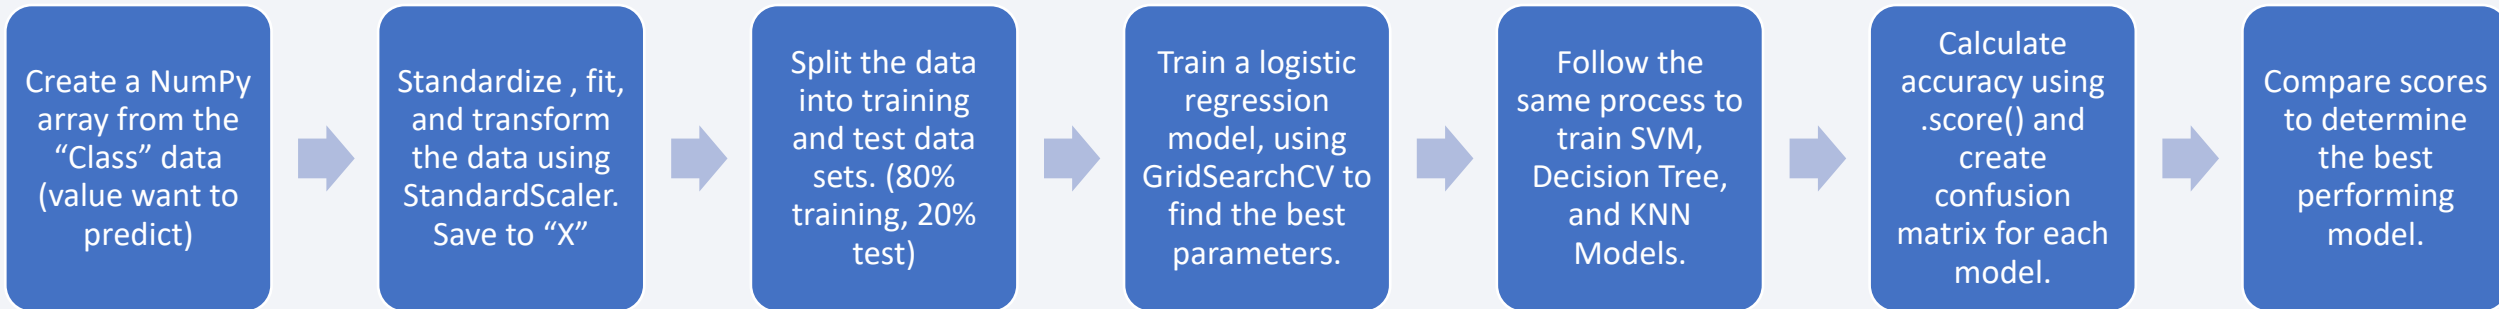 Create a NumPy
array from the
“Class” data
(value want to
predict)
Standardize , fit,
and transform
the data using
StandardScaler.
Save to “X”
Split the data
into training
and test data
sets. (80%
training, 20%
test)
Train a logistic
regression
model, using
GridSearchCV to
find the best
parameters.
Follow the
same process to
train SVM,
Decision Tree,
and KNN
Models.
Calculate
accuracy using
.score() and
create
confusion
matrix for each
model.
Compare scores
to determine
the best
performing
model.